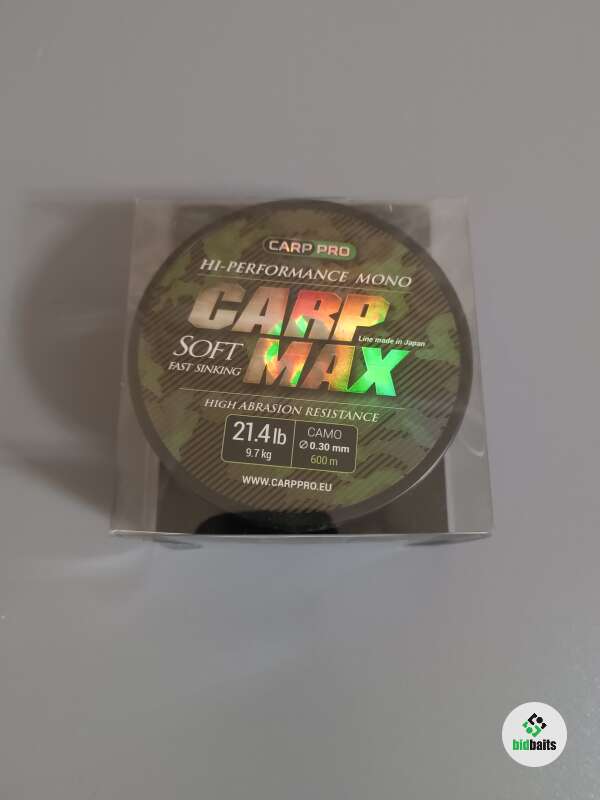 CARP PRO
HI-PERFORMANCE MONO
CARP
Line made in Japan
SOFT
MAX
FAST SINKING
HIGH ABRASION RESISTANCE
21.4 lb
9.7 kg
CAMO
Ø 0.30 mm
600 m
WWW.CARPPRO.EU
bidbaits